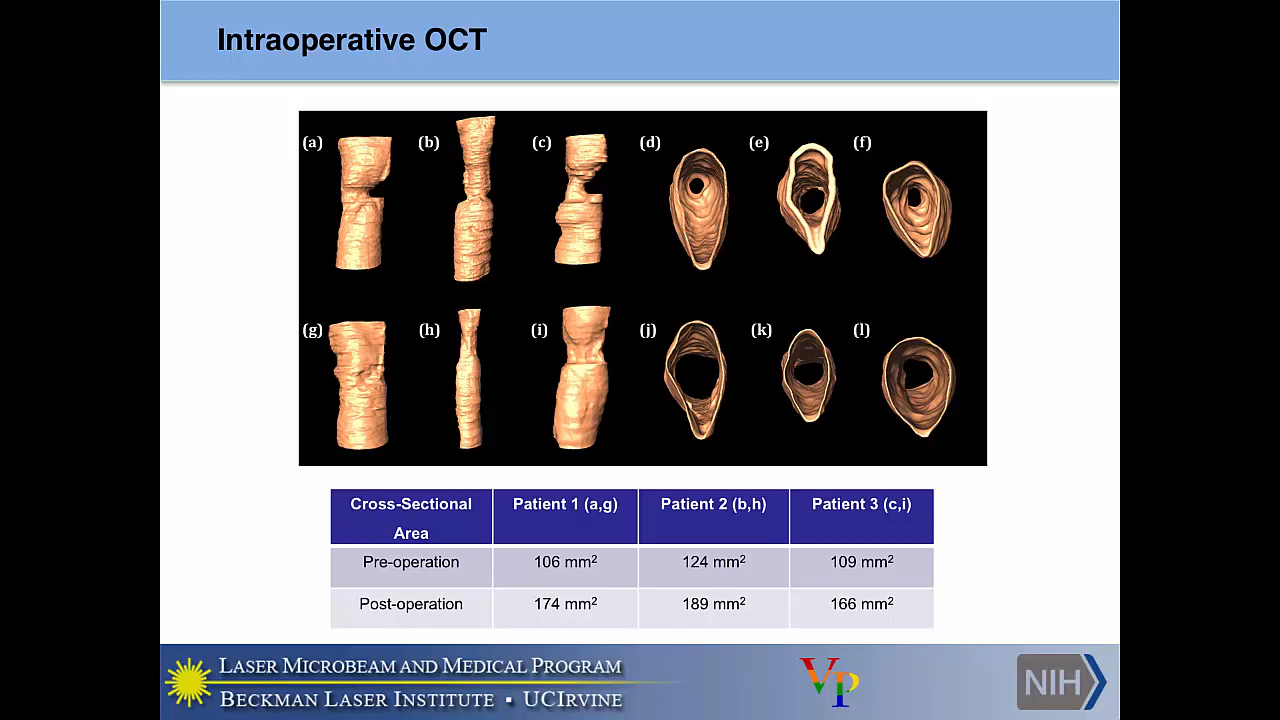 Intraoperative OCT
(a) (b) (c) (d) (e) (f)
(g) (h) (i) (j) (k) (l)
Cross-Sectional Area Patient 1 (a,g) Patient 2 (b,h) Patient 3 (c,i)
Pre-operation 106 mm² 124 mm² 109 mm²
Post-operation 174 mm² 189 mm² 166 mm²
LASER MICROBEAM AND MEDICAL PROGRAM
BECKMAN LASER INSTITUTE ▪ UCIRVINE
VP
NIH